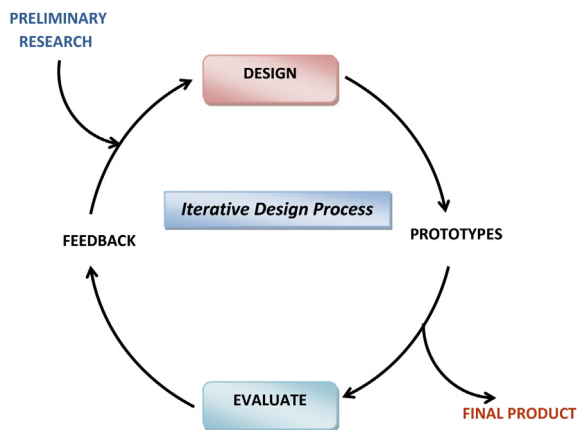 PRELIMINARY
RESEARCH
DESIGN
Iterative Design Process
FEEDBACK
PROTOTYPES
EVALUATE
FINAL PRODUCT